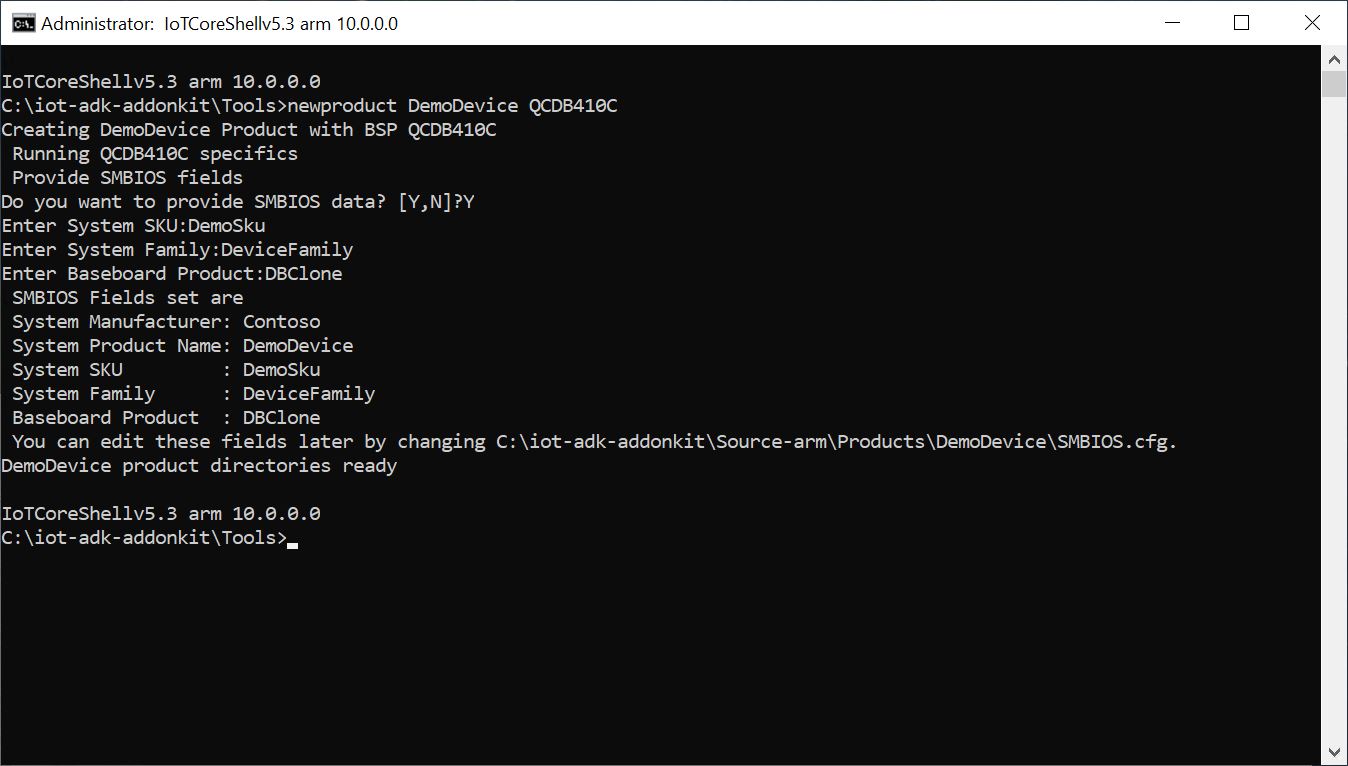 Administrator: IoTCoreShellv5.3 arm 10.0.0.0
IoTCoreShellv5.3 arm 10.0.0.0
C:\iot-adk-addonkit\Tools>newproduct DemoDevice QCDB410C
Creating DemoDevice Product with BSP QCDB410C
 Running QCDB410C specifics
 Provide SMBIOS fields
Do you want to provide SMBIOS data? [Y,N]?Y
Enter System SKU:DemoSku
Enter System Family:DeviceFamily
Enter Baseboard Product:DBClone
 SMBIOS Fields set are
 System Manufacturer: Contoso
 System Product Name: DemoDevice
 System SKU         : DemoSku
 System Family      : DeviceFamily
 Baseboard Product  : DBClone
 You can edit these fields later by changing C:\iot-adk-addonkit\Source-arm\Products\DemoDevice\SMBIOS.cfg.
DemoDevice product directories ready
IoTCoreShellv5.3 arm 10.0.0.0
C:\iot-adk-addonkit\Tools>